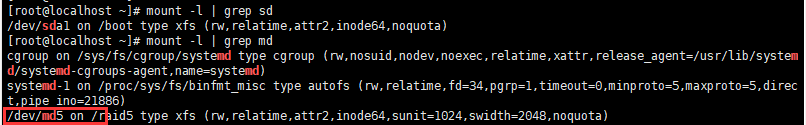 [root@localhost ~]# mount -l | grep sd
/dev/sda1 on /boot type xfs (rw,relatime,attr2,inode64,noquota)
[root@localhost ~]# mount -l | grep md
cgroup on /sys/fs/cgroup/systemd type cgroup (rw,nosuid,nodev,noexec,relatime,xattr,release_agent=/usr/lib/system
d/systemd-cgroups-agent,name=systemd)
systemd-1 on /proc/sys/fs/binfmt_misc type autofs (rw,relatime,fd=34,pgrp=1,timeout=0,minproto=5,maxproto=5,direc
t,pipe_ino=21886)
/dev/md5 on /raid5 type xfs (rw,relatime,attr2,inode64,sunit=1024,swidth=2048,noquota)